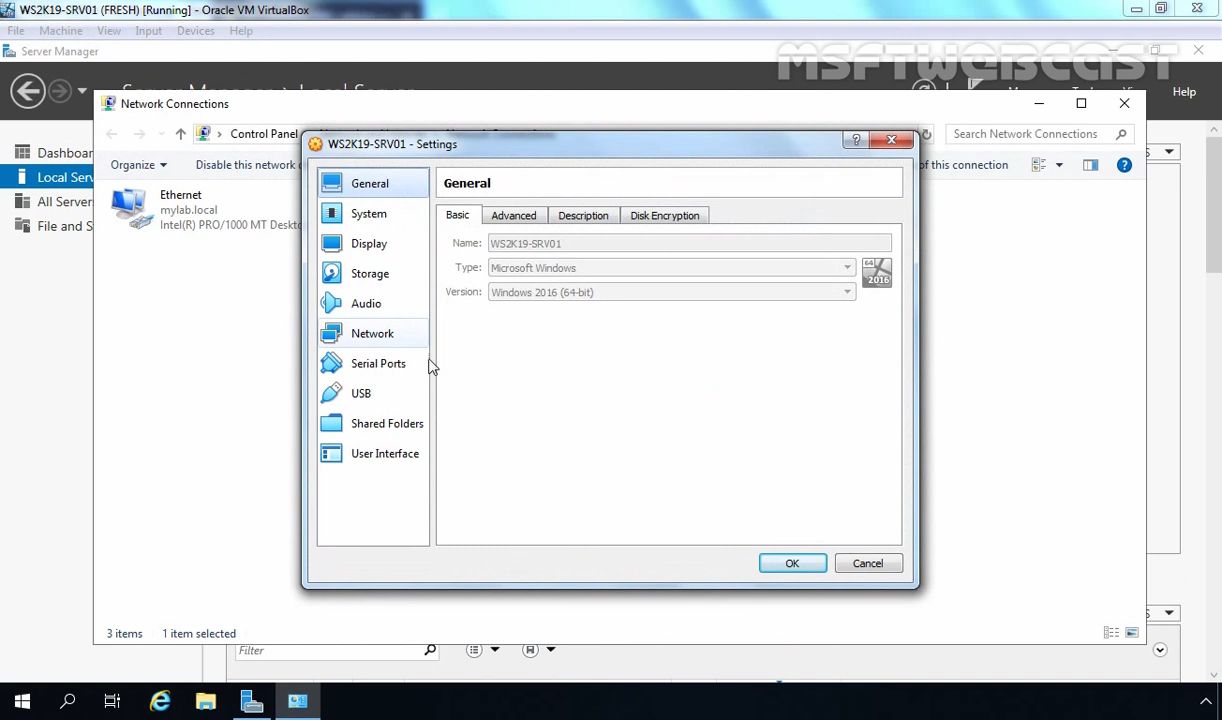 WS2K19-SRV01 (FRESH) [Running] - Oracle VM VirtualBox
File Machine View Input Devices Help
Server Manager
MSFTWEBCAST
Help
Network Connections
Control Panel
Search Network Connections
Organize
Disable this network
of this connection
Dashboar
Local Serv
All Servers
File and S
Ethernet
mylab.local
Intel(R) PRO/1000 MT Deskto
WS2K19-SRV01 - Settings
General
System
Display
Storage
Audio
Network
Serial Ports
USB
Shared Folders
User Interface
General
Basic Advanced Description Disk Encryption
Name: WS2K19-SRV01
Type: Microsoft Windows
64
2016
Version: Windows 2016 (64-bit)
OK Cancel
3 items 1 item selected
Filter